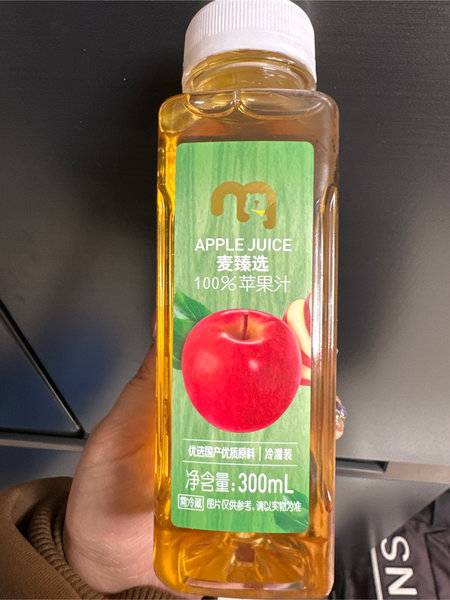 APPLE JUICE
麦臻选
100%苹果汁
优选国产优质原料 | 冷灌装
净含量:300mL
需冷藏 图片仅供参考,请以实物为准
NS